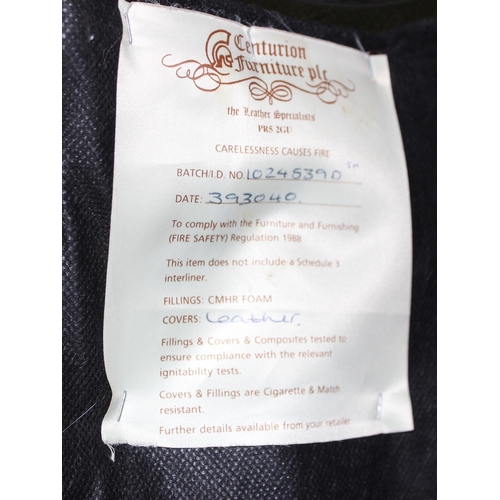 Centurion
Furniture plc
the Leather Specialists
PR5 2GU
CARELESSNESS CAUSES FIRE
BATCH/I.D. NO. 1024539D
DATE: 393040.
To comply with the Furniture and Furnishing
(FIRE SAFETY) Regulation 1988
This item does not include a Schedule 3
interliner.
FILLINGS: CMHR FOAM
COVERS: Leather.
Fillings & Covers & Composites tested to
ensure compliance with the relevant
ignitability tests.
Covers & Fillings are Cigarette & Match
resistant.
Further details available from your retailer